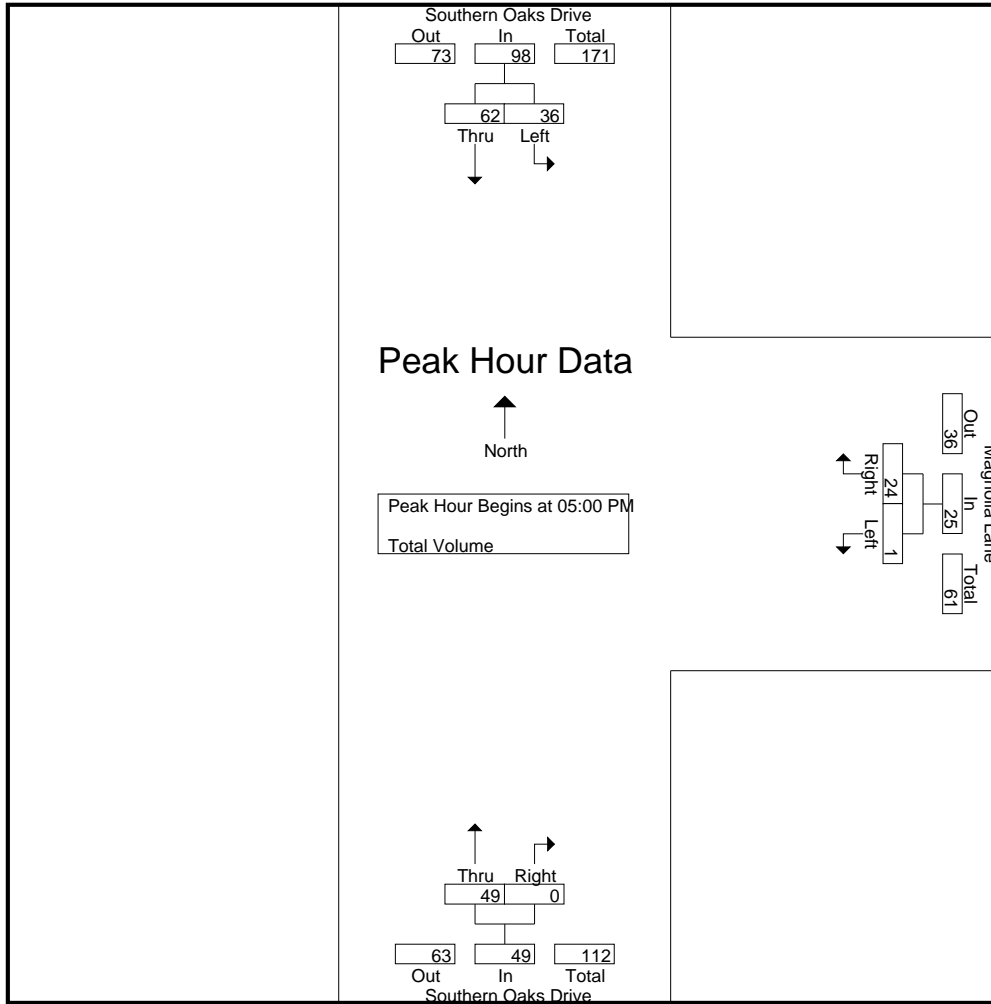 Southern Oaks Drive
Out In Total
73 98 171
62 36
Thru Left
Peak Hour Data
North
Peak Hour Begins at 05:00 PM
Total Volume
Magnolia Lane
Out In Total
36 25 61
24 1
Right Left
Thru Right
49 0
63 49 112
Out In Total
Southern Oaks Drive